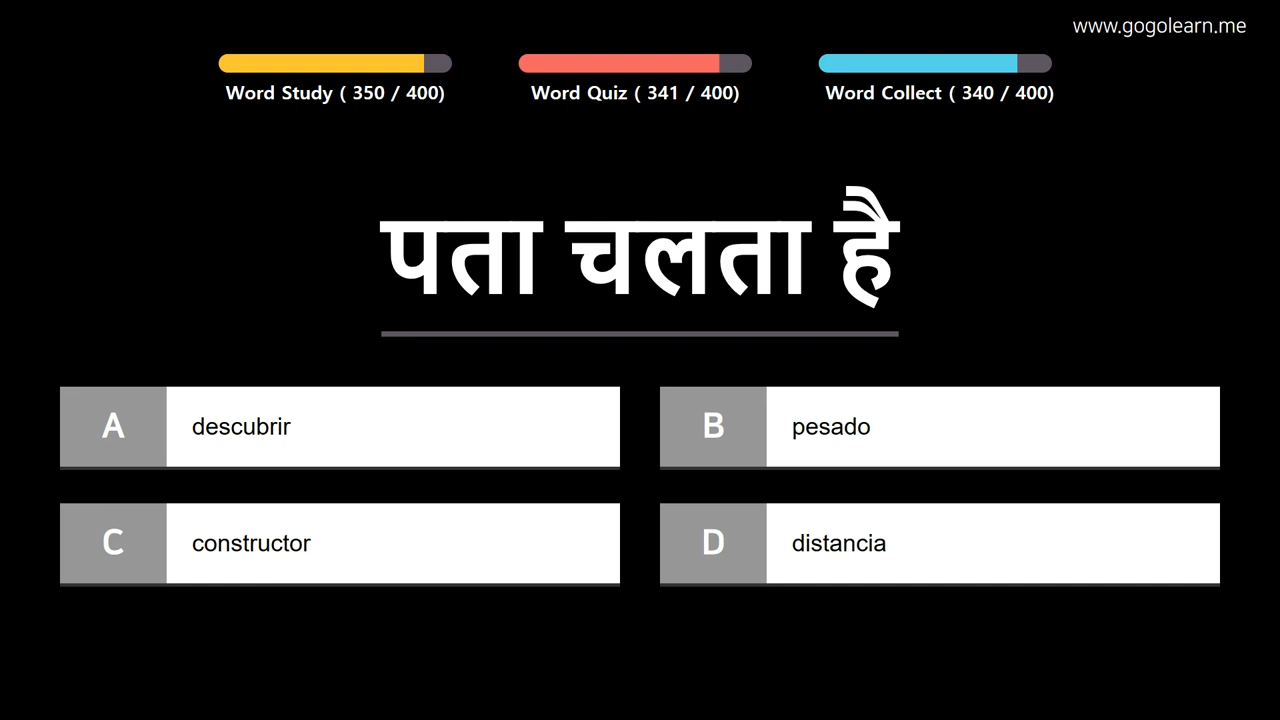 www.gogolearn.me
Word Study ( 350 / 400)
Word Quiz ( 341 / 400)
Word Collect ( 340 / 400)
पता चलता है
A descubrir
B pesado
C constructor
D distancia